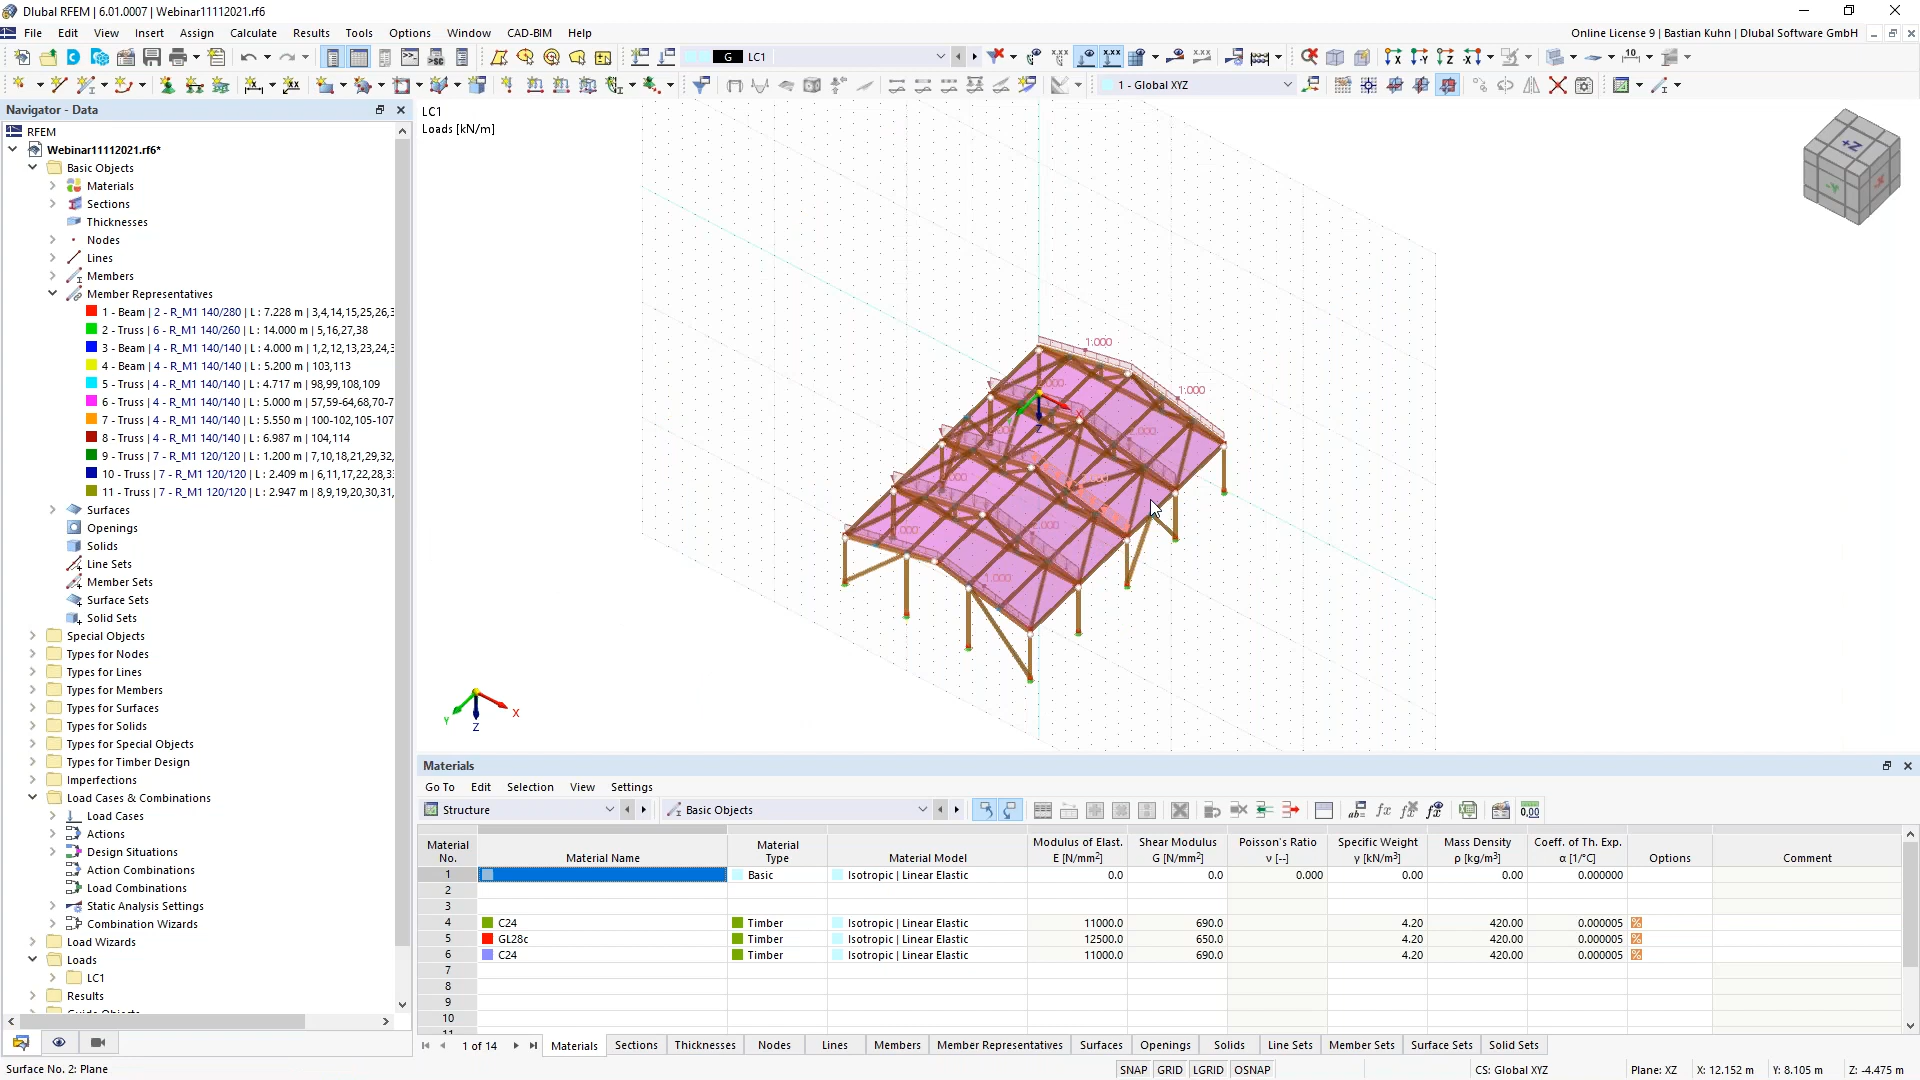 Dlubal RFEM | 6.01.0007 | Webinar11112021.rf6
File Edit View Insert Assign Calculate Results Tools Options Window CAD-BIM Help
Online License 9 | Bastian Kuhn | Dlubal Software GmbH
G LC1
1 - Global XYZ
Navigator - Data
RFEM
Webinar11112021.rf6*
Basic Objects
Materials
Sections
Thicknesses
Nodes
Lines
Members
Member Representatives
1 - Beam | 2 - R_M1 140/280 | L : 7.228 m | 3,4,14,15,25,26,3
2 - Truss | 6 - R_M1 140/260 | L : 14.000 m | 5,16,27,38
3 - Beam | 4 - R_M1 140/140 | L : 4.000 m | 1,2,12,13,23,24,3
4 - Beam | 4 - R_M1 140/140 | L : 5.200 m | 103,113
5 - Truss | 4 - R_M1 140/140 | L : 4.717 m | 98,99,108,109
6 - Truss | 4 - R_M1 140/140 | L : 5.000 m | 57,59-64,68,70-7
7 - Truss | 4 - R_M1 140/140 | L : 5.550 m | 100-102,105-107
8 - Truss | 4 - R_M1 140/140 | L : 6.987 m | 104,114
9 - Truss | 7 - R_M1 120/120 | L : 1.200 m | 7,10,18,21,29,32,
10 - Truss | 7 - R_M1 120/120 | L : 2.409 m | 6,11,17,22,28,3
11 - Truss | 7 - R_M1 120/120 | L : 2.947 m | 8,9,19,20,30,31,
Surfaces
Openings
Solids
Line Sets
Member Sets
Surface Sets
Solid Sets
Special Objects
Types for Nodes
Types for Lines
Types for Members
Types for Surfaces
Types for Solids
Types for Special Objects
Types for Timber Design
Imperfections
Load Cases & Combinations
Load Cases
Actions
Design Situations
Action Combinations
Load Combinations
Static Analysis Settings
Combination Wizards
Load Wizards
Loads
LC1
Results
Guide Objects
LC1
Loads [kN/m]
+Z
-Y
-X
1.000
1.000
X
Z
1.000
X
Y
Z
Materials
Go To Edit Selection View Settings
Structure
Basic Objects
Material No. Material Name Material Type Material Model Modulus of Elast. E [N/mm²] Shear Modulus G [N/mm²] Poisson's Ratio ν [--] Specific Weight γ [kN/m³] Mass Density ρ [kg/m³] Coeff. of Th. Exp. α [1/°C] Options Comment
1 Basic Isotropic | Linear Elastic 0.0 0.0 0.000 0.00 0.00 0.000000
2
3
4 C24 Timber Isotropic | Linear Elastic 11000.0 690.0 4.20 420.00 0.000005
5 GL28c Timber Isotropic | Linear Elastic 12500.0 650.0 4.20 420.00 0.000005
6 C24 Timber Isotropic | Linear Elastic 11000.0 690.0 4.20 420.00 0.000005
7
8
9
10
11
1 of 14 Materials Sections Thicknesses Nodes Lines Members Member Representatives Surfaces Openings Solids Line Sets Member Sets Surface Sets Solid Sets
Surface No. 2: Plane
SNAP GRID LGRID OSNAP
CS: Global XYZ
Plane: XZ
X: 12.152 m
Y: 8.105 m
Z: -4.475 m